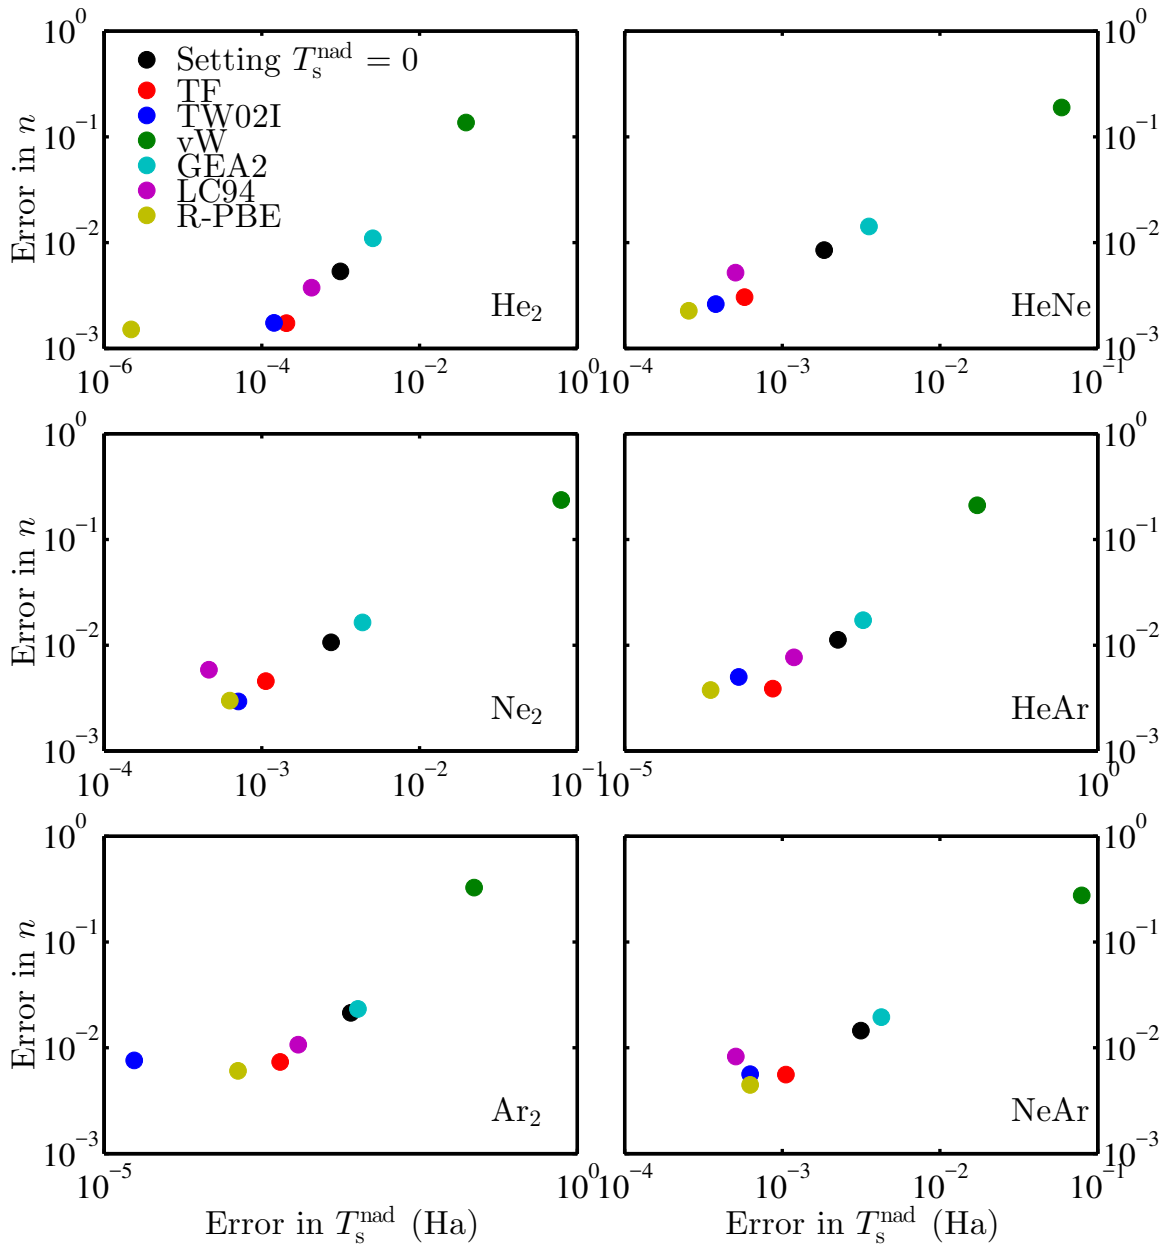 10^0
10^-1
10^-2
10^-3
Error in n
Setting T_s^nad = 0
TF
TW02I
vW
GEA2
LC94
R-PBE
He_2
10^-6 10^-4 10^-2 10^0
10^0
10^-1
10^-2
10^-3
HeNe
10^-4 10^-3 10^-2 10^-1
10^0
10^-1
10^-2
10^-3
Error in n
Ne_2
10^-4 10^-3 10^-2 10^-1
10^0
10^-1
10^-2
10^-3
HeAr
10^-5 10^0
10^0
10^-1
10^-2
10^-3
Error in n
Ar_2
10^-5 10^0
Error in T_s^nad (Ha)
10^0
10^-1
10^-2
10^-3
NeAr
10^-4 10^-3 10^-2 10^-1
Error in T_s^nad (Ha)